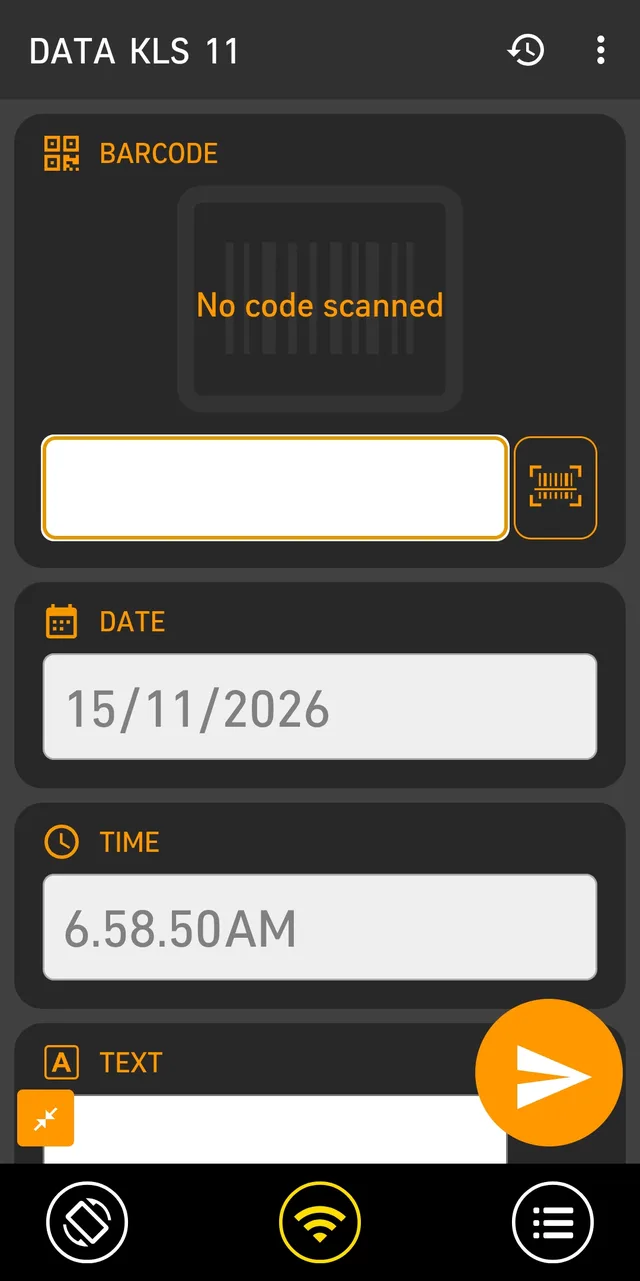 DATA KLS 11
BARCODE
No code scanned
DATE
15/11/2026
TIME
6.58.50AM
A TEXT